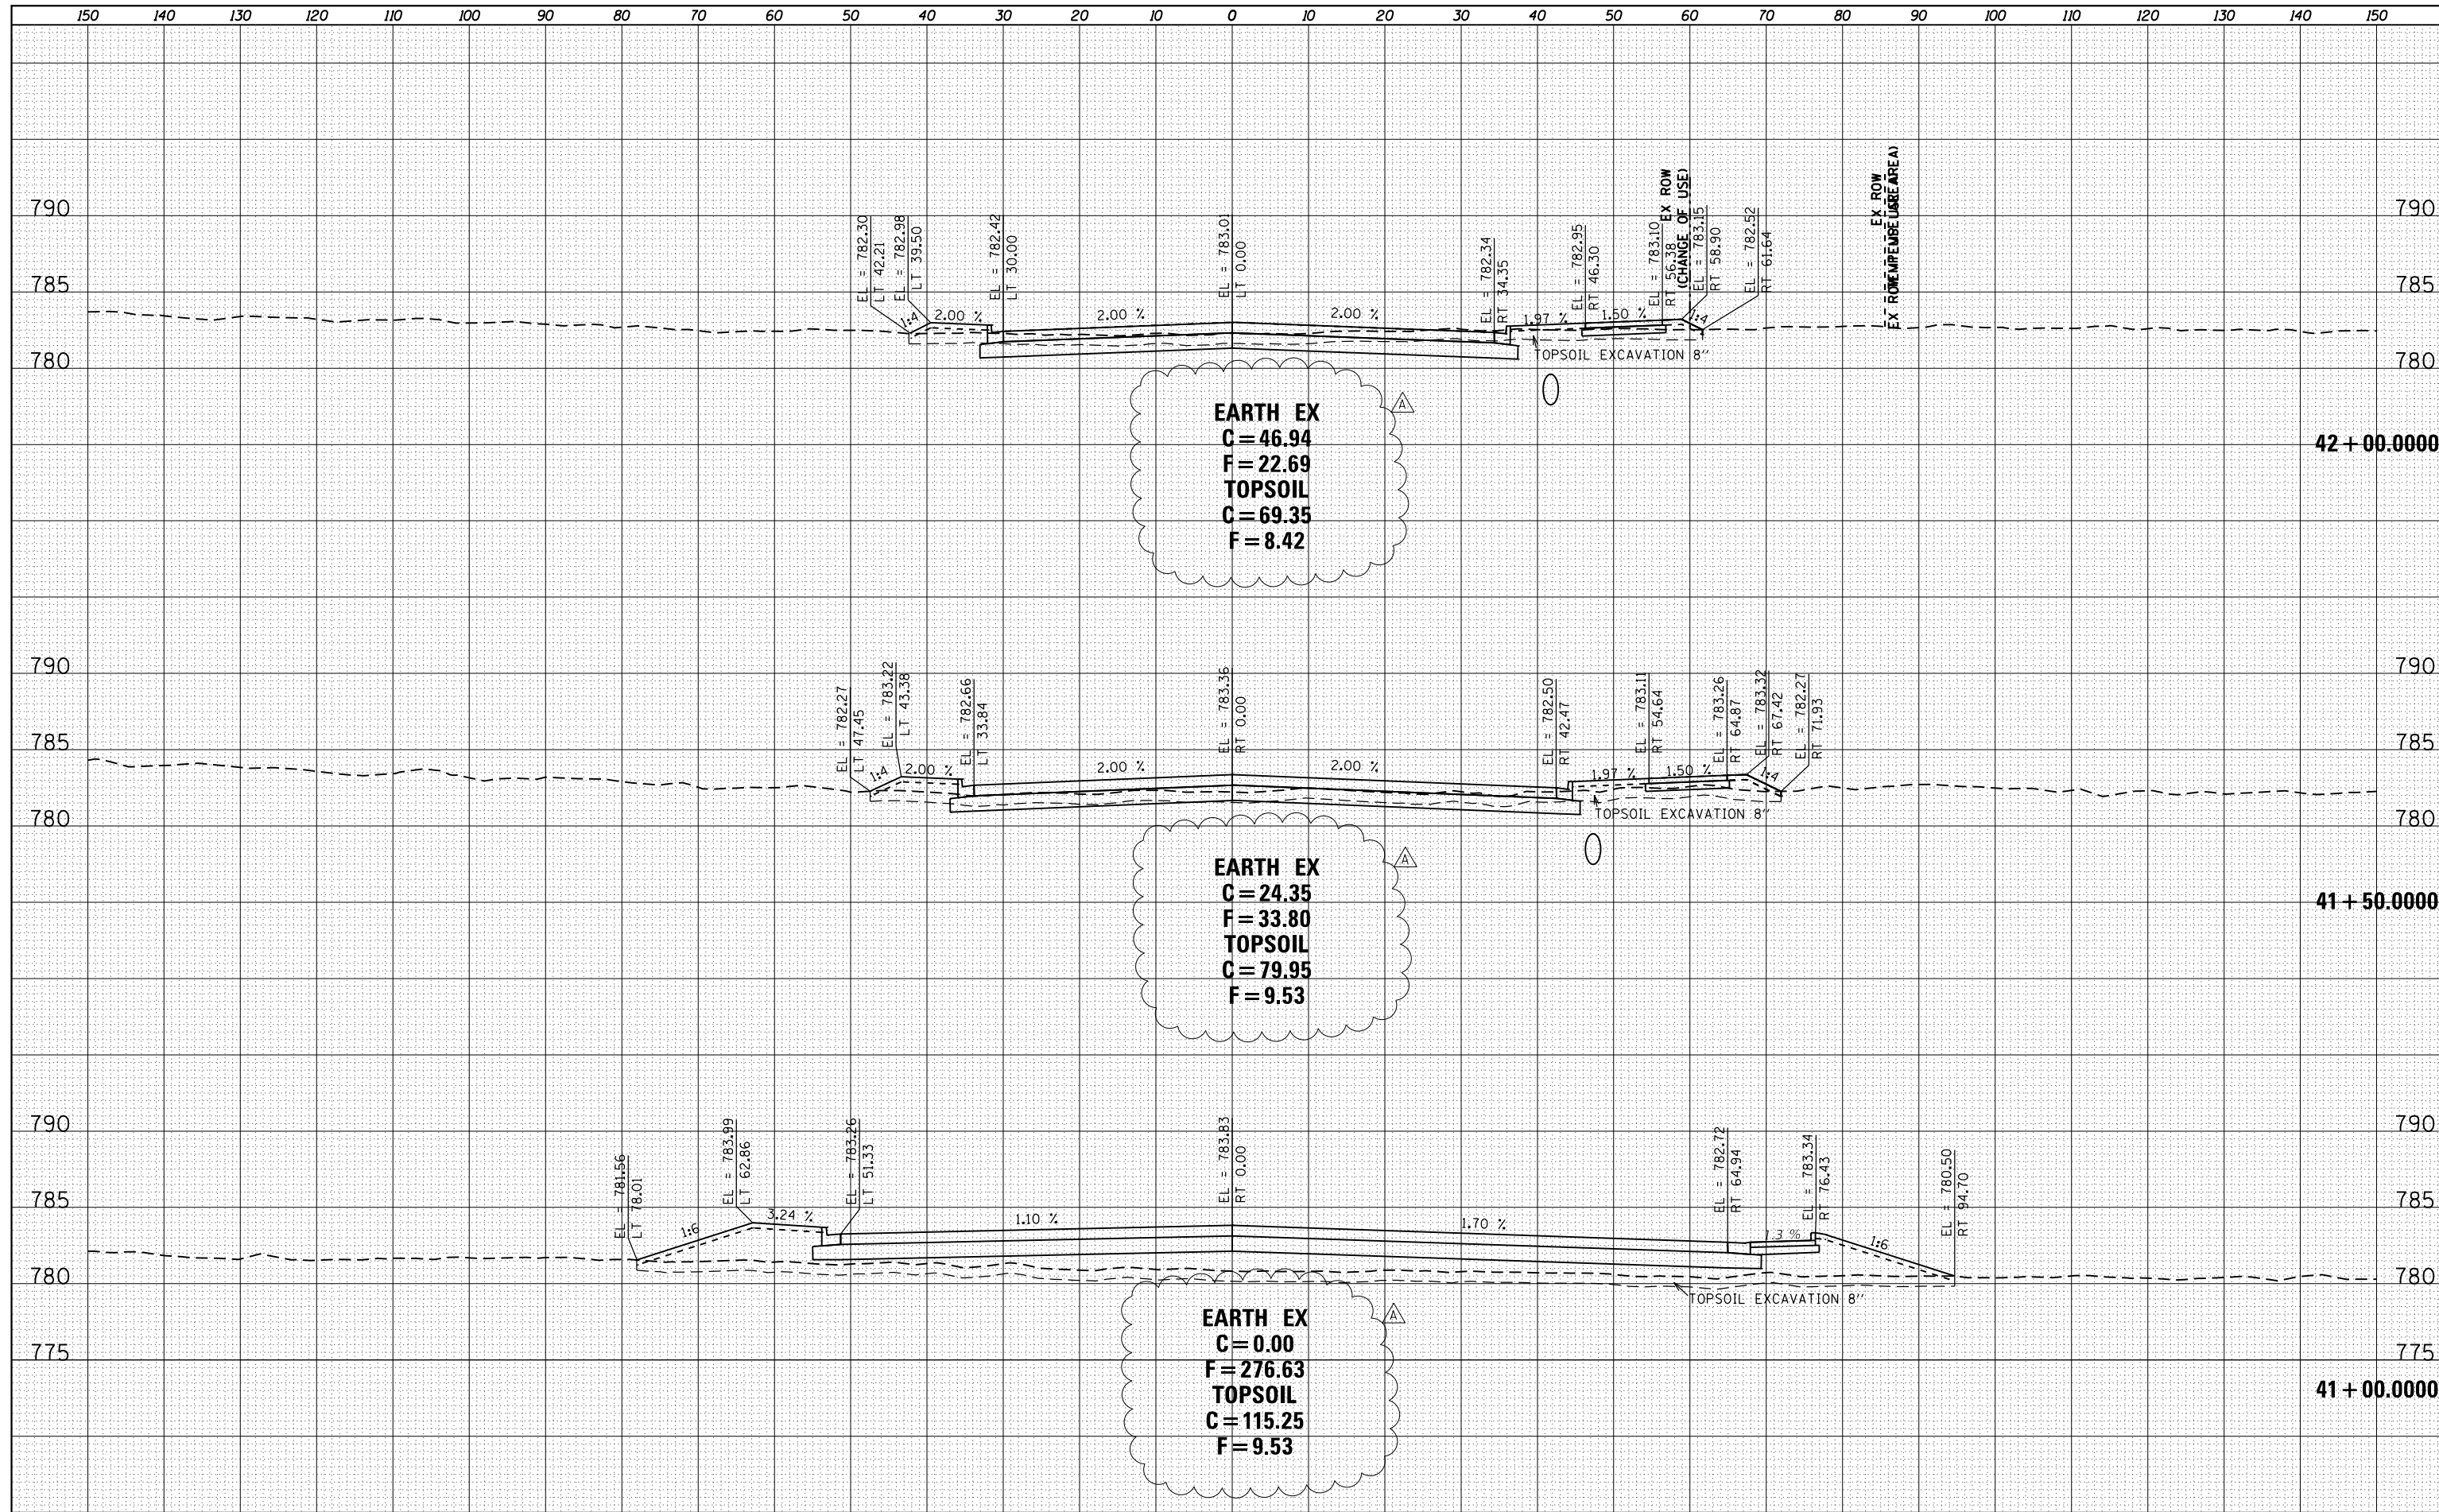 150 140 130 120 110 100 90 80 70 60 50 40 30 20 10 0 10 20 30 40 50 60 70 80 90 100 110 120 130 140 150
790 790
785 785
780 780
EL = 782.30
LT 42.21
EL = 782.98
LT 39.50
EL = 782.42
LT 30.00
EL = 783.01
LT 0.00
EL = 782.34
RT 34.35
EL = 782.95
RT 46.30
EL = 783.10
RT 56.38
EX ROW
(CHANGE OF USE)
EL = 783.15
RT 58.90
EL = 782.52
RT 61.64
EX ROW
EX ROW
1:4 2.00 % 2.00 % 2.00 % 1.97 % 1.50 % 1:4
TOPSOIL EXCAVATION 8"
EARTH EX
C=46.94
F=22.69
TOPSOIL
C=69.35
F=8.42
A
42+00.0000
790 790
785 785
780 780
EL = 782.27
LT 47.45
EL = 783.22
LT 43.38
EL = 782.66
LT 33.84
EL = 783.36
RT 0.00
EL = 782.50
RT 42.47
EL = 783.11
RT 54.64
EL = 783.26
RT 64.87
EL = 783.32
RT 67.42
EL = 782.27
RT 71.93
1:4 2.00 % 2.00 % 2.00 % 1.97 % 1.50 % 1:4
TOPSOIL EXCAVATION 8"
EARTH EX
C=24.35
F=33.80
TOPSOIL
C=79.95
F=9.53
A
41+50.0000
790 790
785 785
780 780
775 775
EL = 781.56
LT 78.01
EL = 783.99
LT 62.86
EL = 783.26
LT 51.33
EL = 783.83
RT 0.00
EL = 782.72
RT 64.94
EL = 783.34
RT 76.43
EL = 780.50
RT 94.70
1:6 3.24 % 1.10 % 1.70 % 1.3 % 1:6
TOPSOIL EXCAVATION 8"
EARTH EX
C=0.00
F=276.63
TOPSOIL
C=115.25
F=9.53
A
41+00.0000